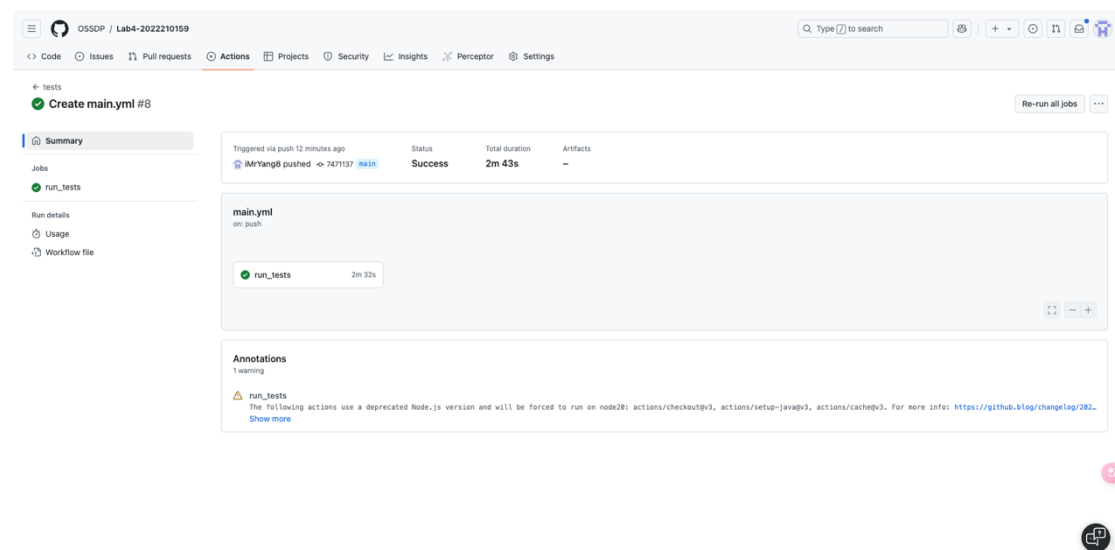 OSSDP / Lab4-2022210159
Type / to search
Code Issues Pull requests Actions Projects Security Insights Perceptor Settings
← tests
Create main.yml #8
Re-run all jobs
Summary
Jobs
run_tests
Run details
Usage
Workflow file
Triggered via push 12 minutes ago
iMrYang8 pushed 7471137 main
Status
Success
Total duration
2m 43s
Artifacts
–
main.yml
on: push
run_tests 2m 32s
Annotations
1 warning
run_tests
The following actions use a deprecated Node.js version and will be forced to run on node20: actions/checkout@v3, actions/setup-java@v3, actions/cache@v3. For more info: https://github.blog/changelog/202…
Show more